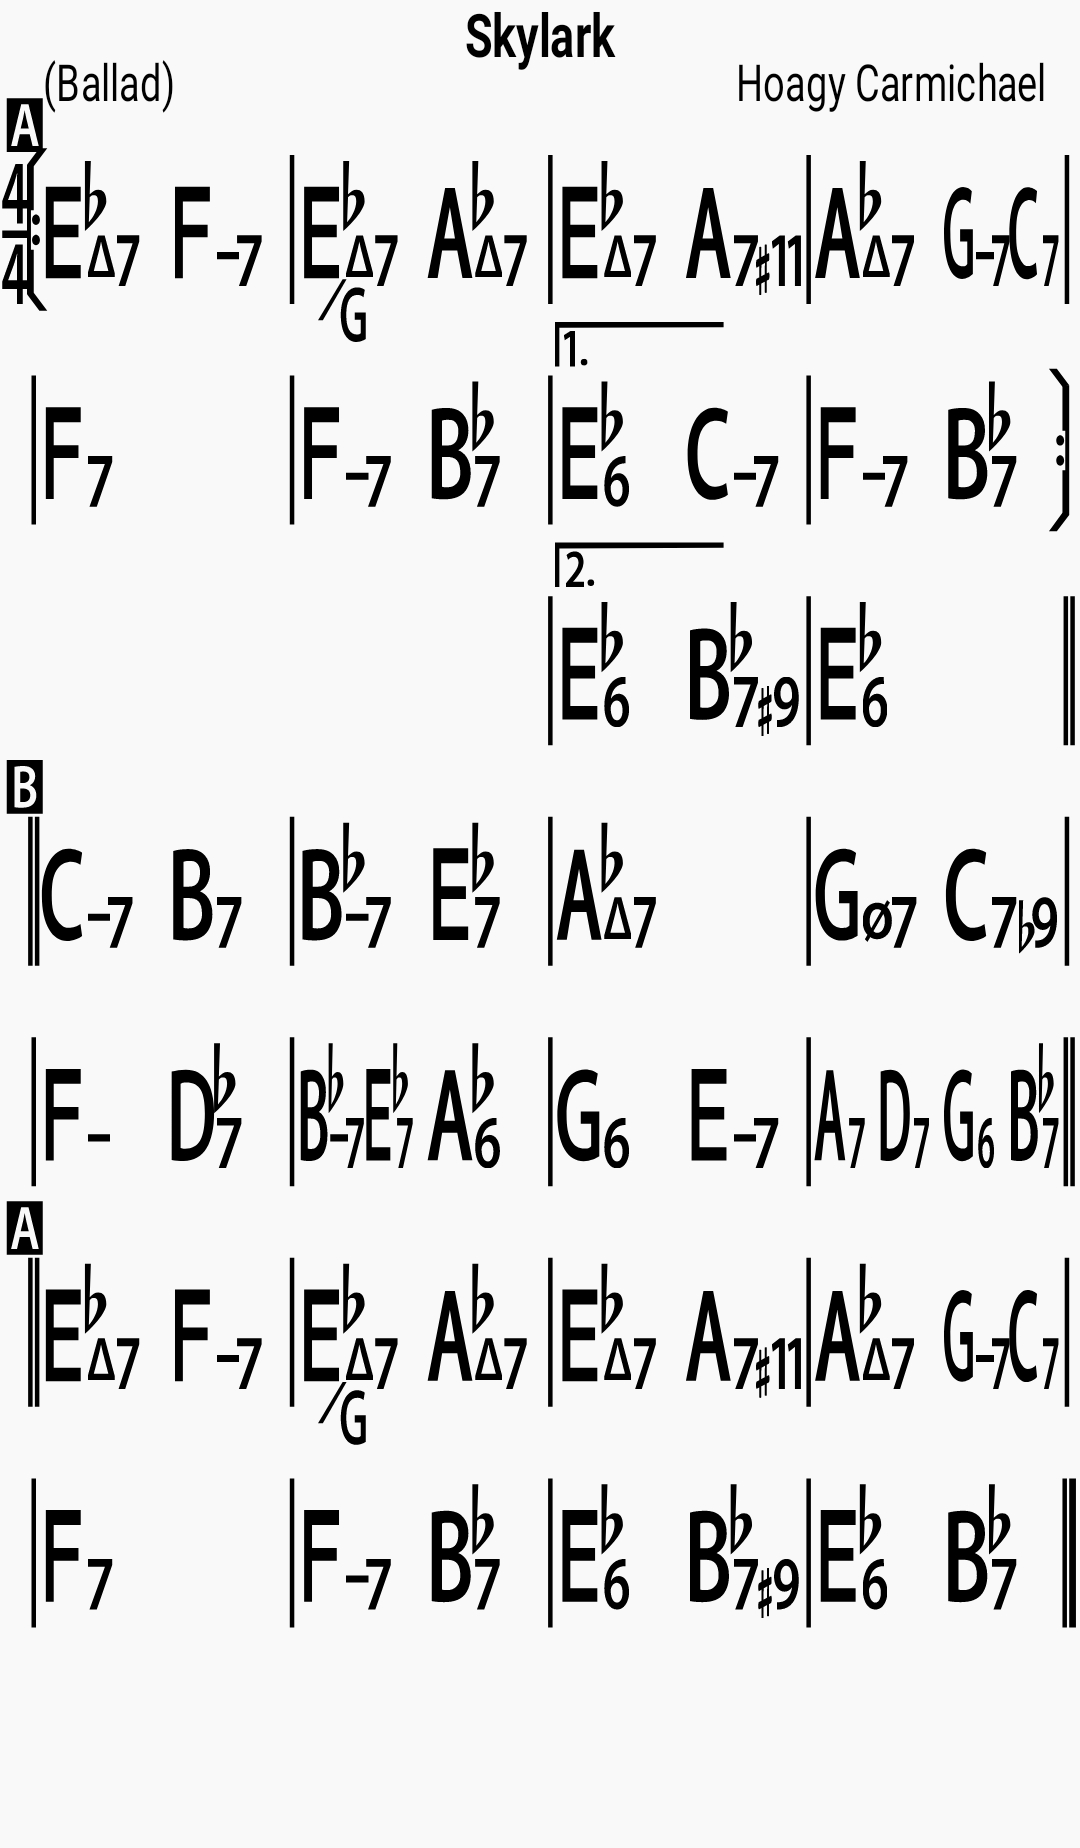 Skylark
(Ballad) Hoagy Carmichael
A
4/4 E♭Δ7 F–7 | E♭Δ7/G A♭Δ7 | E♭Δ7 A7♯11 | A♭Δ7 G–7 C7 |
1.
| F7 | F–7 B♭7 | E♭6 C–7 | F–7 B♭7 :
2.
| E♭6 B♭7♯9 | E♭6 ||
B
|| C–7 B7 | B♭–7 E♭7 | A♭Δ7 | Gø7 C7♭9 |
| F– D♭7 | B♭–7 E♭7 A♭6 | G6 E–7 | A7 D7 G6 B♭7 ||
A
|| E♭Δ7 F–7 | E♭Δ7/G A♭Δ7 | E♭Δ7 A7♯11 | A♭Δ7 G–7 C7 |
| F7 | F–7 B♭7 | E♭6 B♭7♯9 | E♭6 B♭7 ||